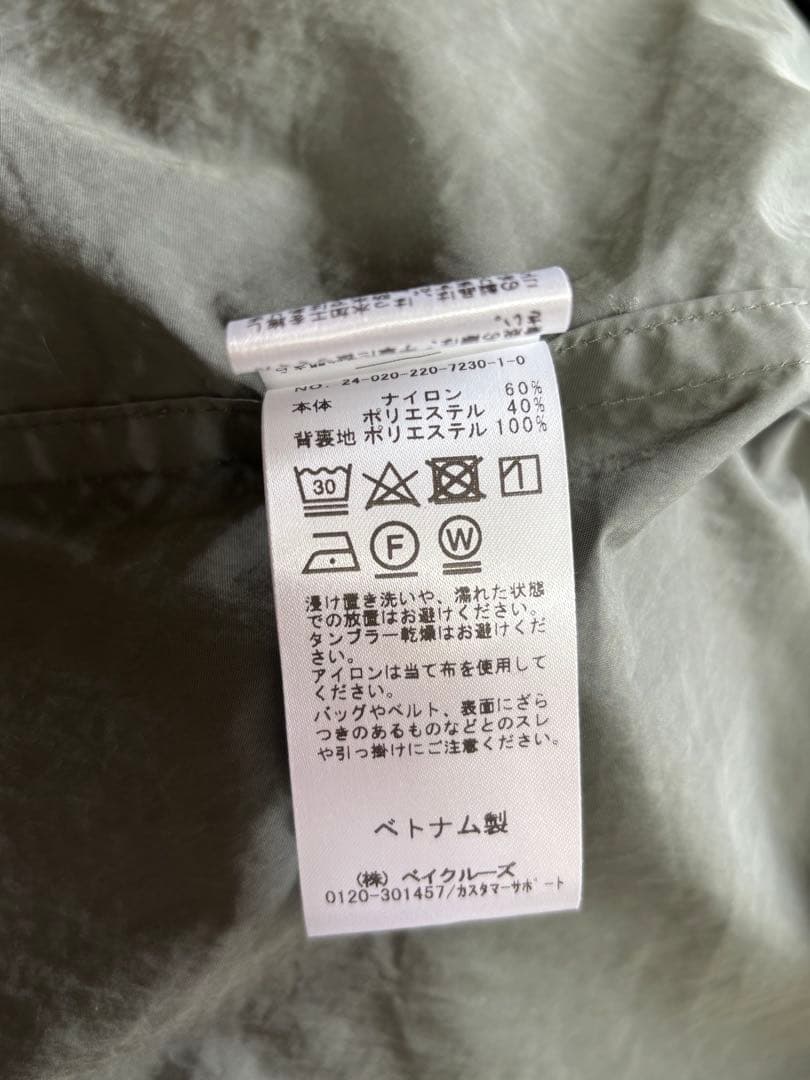 NO. 24-020-220-7230-1-0
本体 ナイロン 60%
ポリエステル 40%
背裏地 ポリエステル 100%
30
F W
浸け置き洗いや、濡れた状態
での放置はお避けください。
タンブラー乾燥はお避けくだ
さい。
アイロンは当て布を使用して
ください。
バッグやベルト、表面にざら
つきのあるものなどとのスレ
や引っ掛けにご注意ください。
ベトナム製
(株) ベイクルーズ
0120-301457/カスタマーサポート